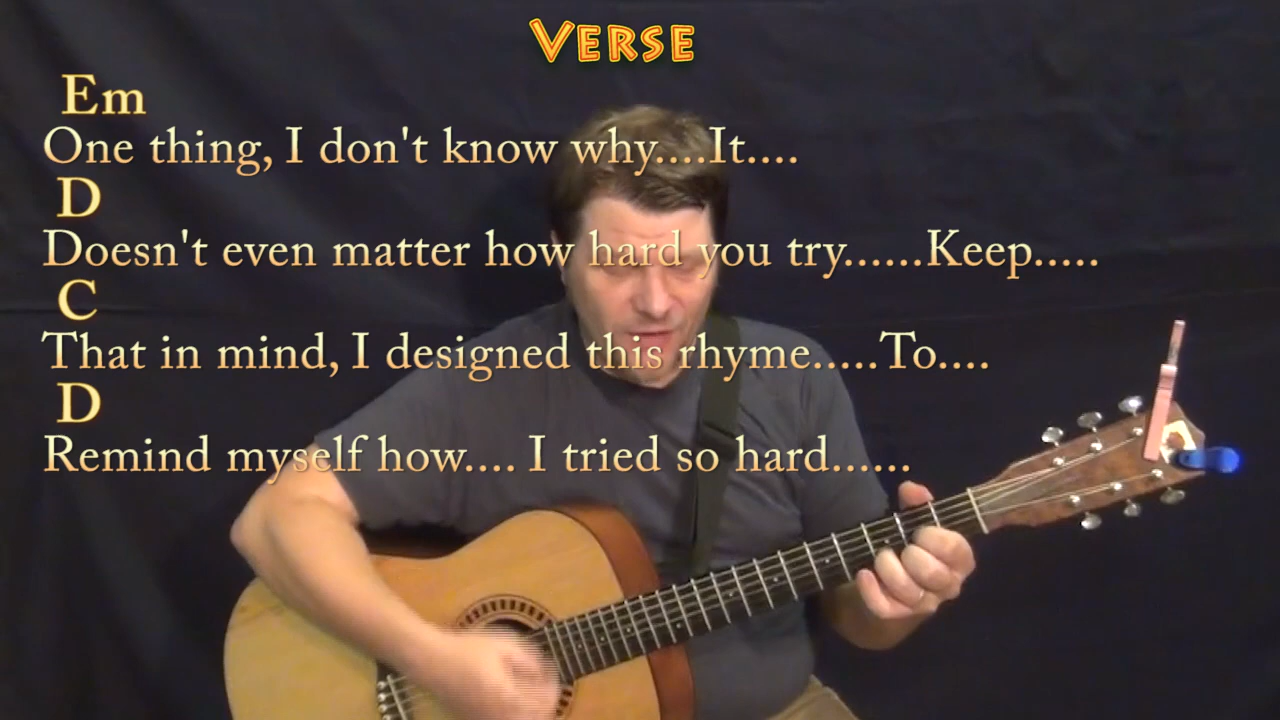 VERSE
Em
One thing, I don't know why....It....
D
Doesn't even matter how hard you try......Keep.....
C
That in mind, I designed this rhyme.....To....
D
Remind myself how.... I tried so hard......